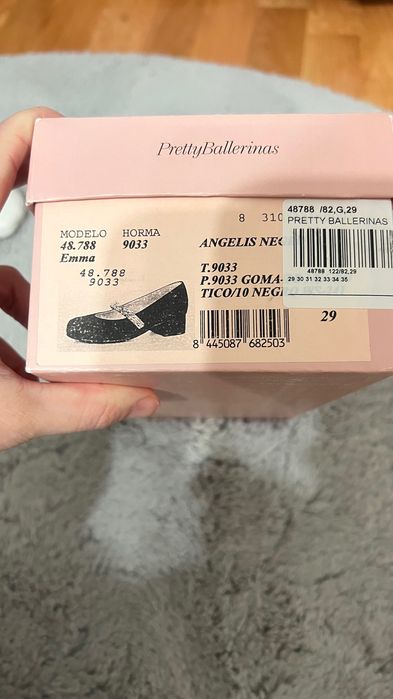 PrettyBallerinas
MODELO HORMA
48.788 9033
Emma
48.788
9033
8 310
ANGELIS
T.9033
P.9033 GOMA-
TICO/10
29
8 445087 682503
48788 /82,G,29
PRETTY BALLERINAS
48788 122/82,29
29 30 31 32 33 34 35